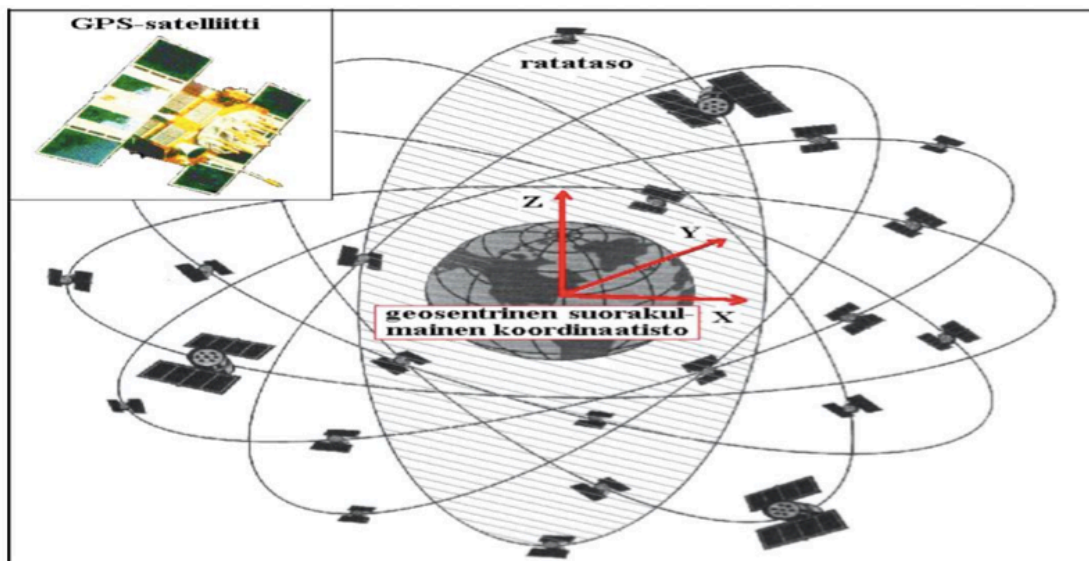 GPS-satelliitti
ratataso
Z
Y
X
geosentrinen suorakul-
mainen koordinaatisto